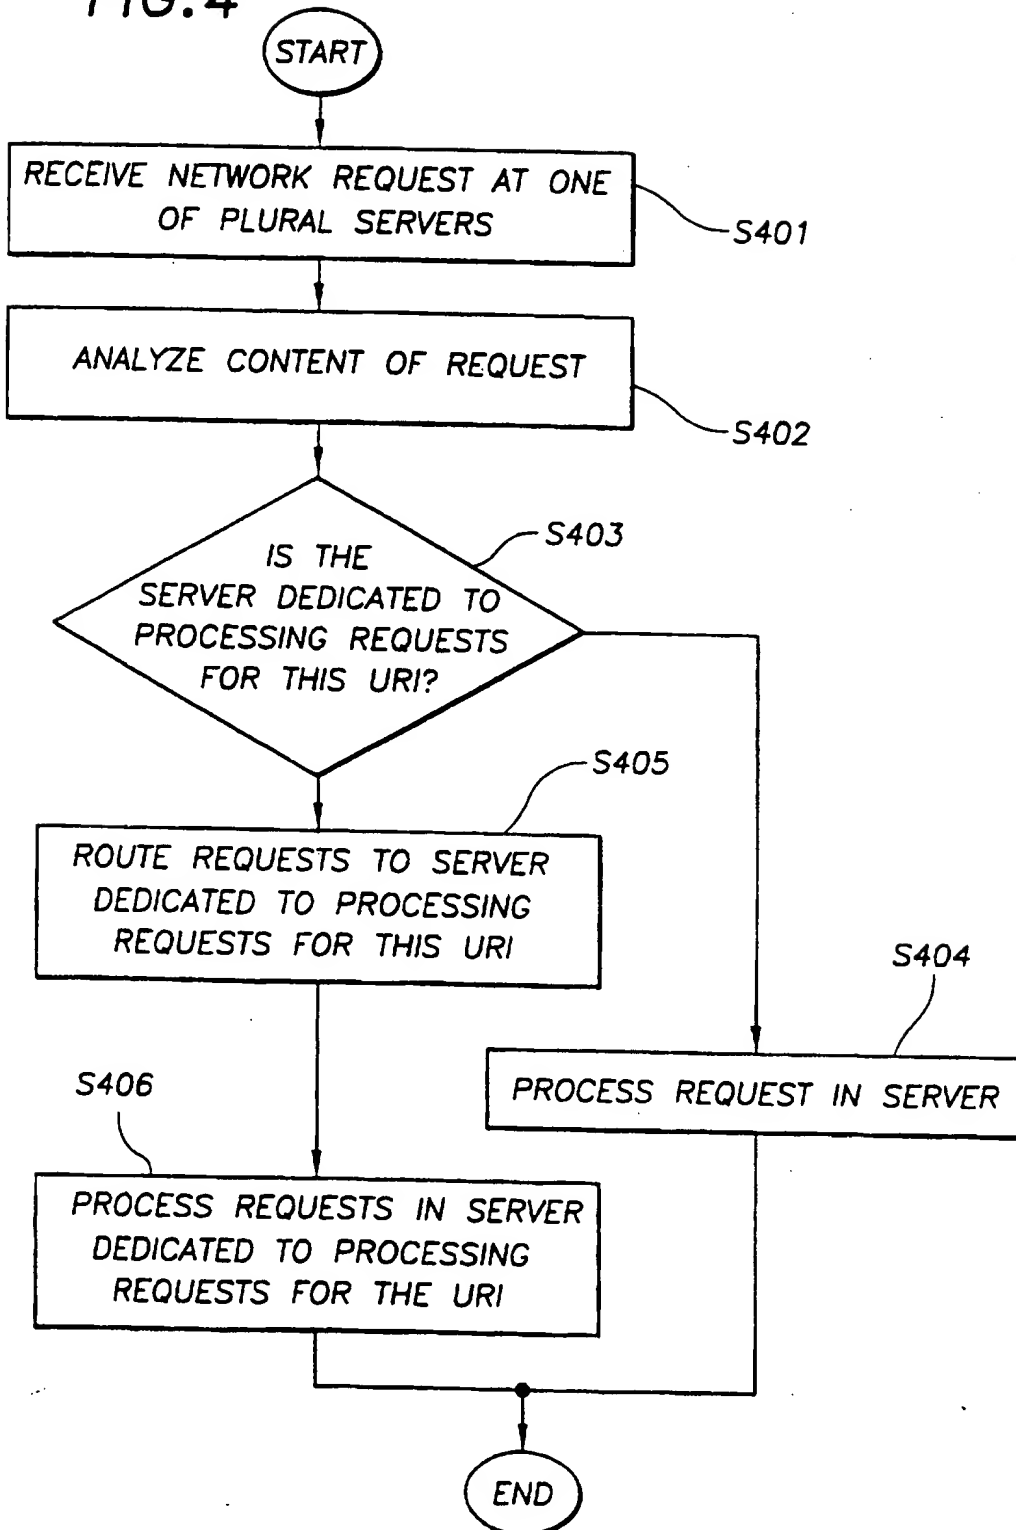 FIG.4
START
RECEIVE NETWORK REQUEST AT ONE
OF PLURAL SERVERS
S401
ANALYZE CONTENT OF REQUEST
S402
IS THE
SERVER DEDICATED TO
PROCESSING REQUESTS
FOR THIS URI?
S403
S405
ROUTE REQUESTS TO SERVER
DEDICATED TO PROCESSING
REQUESTS FOR THIS URI
S404
PROCESS REQUEST IN SERVER
S406
PROCESS REQUESTS IN SERVER
DEDICATED TO PROCESSING
REQUESTS FOR THE URI
END